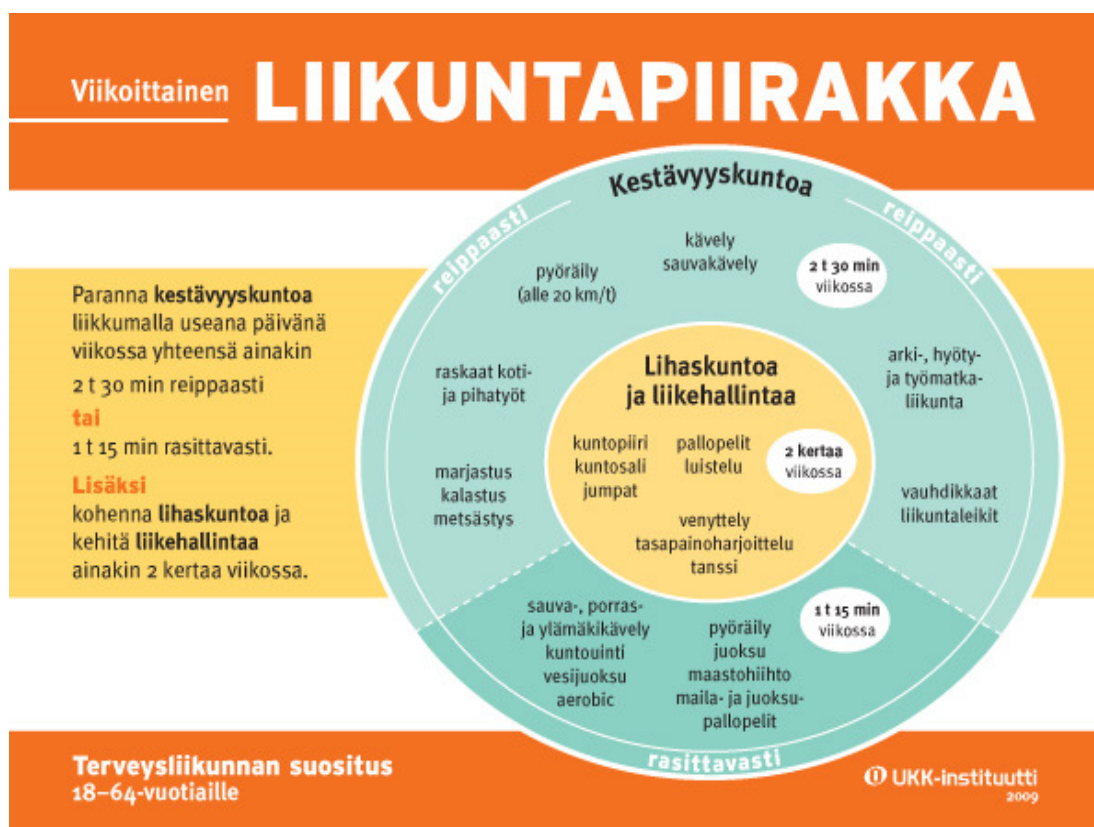 Viikoittainen LIIKUNTAPIIRAKKA
Paranna kestävyyskuntoa
liikkumalla useana päivänä
viikossa yhteensä ainakin
2 t 30 min reippaasti
tai
1 t 15 min rasittavasti.
Lisäksi
kohenna lihaskuntoa ja
kehitä liikehallintaa
ainakin 2 kertaa viikossa.
Kestävyyskuntoa
reippaasti
reippaasti
kävely
sauvakävely
2 t 30 min
viikossa
pyöräily
(alle 20 km/t)
raskaat koti-
ja pihatyöt
arki-, hyöty-
ja työmatka-
liikunta
marjastus
kalastus
metsästys
vauhdikkaat
liikuntaleikit
Lihaskuntoa
ja liikehallintaa
kuntopiiri
kuntosali
jumpat
pallopelit
luistelu
2 kertaa
viikossa
venyttely
tasapainoharjoittelu
tanssi
sauva-, porras-
ja ylämäkikävely
kuntouinti
vesijuoksu
aerobic
pyöräily
juoksu
maastohiihto
maila- ja juoksu-
pallopelit
1 t 15 min
viikossa
rasittavasti
Terveysliikunnan suositus
18–64-vuotiaille
UKK-instituutti
2009